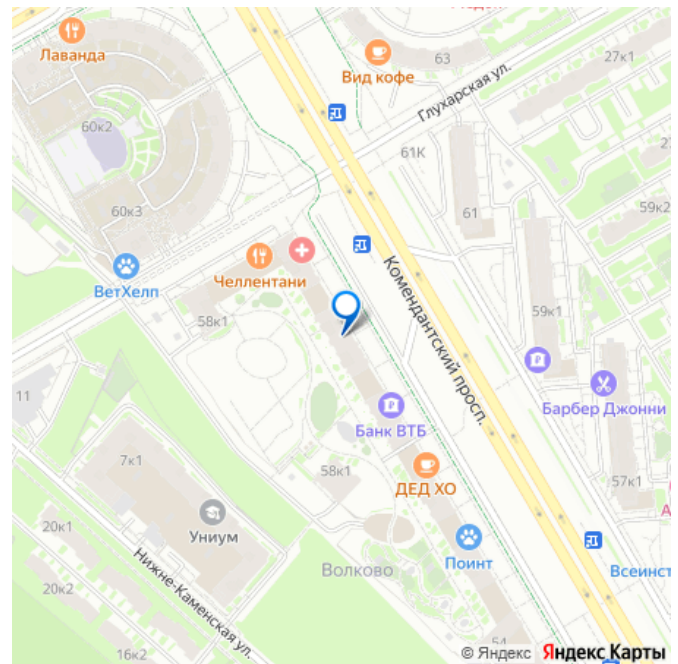 Лаванда
Вид кофе
63
27к1
Глухарская ул.
60к2
61К
61
60к3
59к2
ВетХелп
Челлентани
Комендантский просп.
58к1
59к1
Барбер Джонни
11
Банк ВТБ
7к1
58к1
ДЕД ХО
57к1
Униум
20к1
Поинт
Нижне-Каменская ул.
Волково
Всеинст
20к2
16к2
54
© Яндекс Яндекс Карты